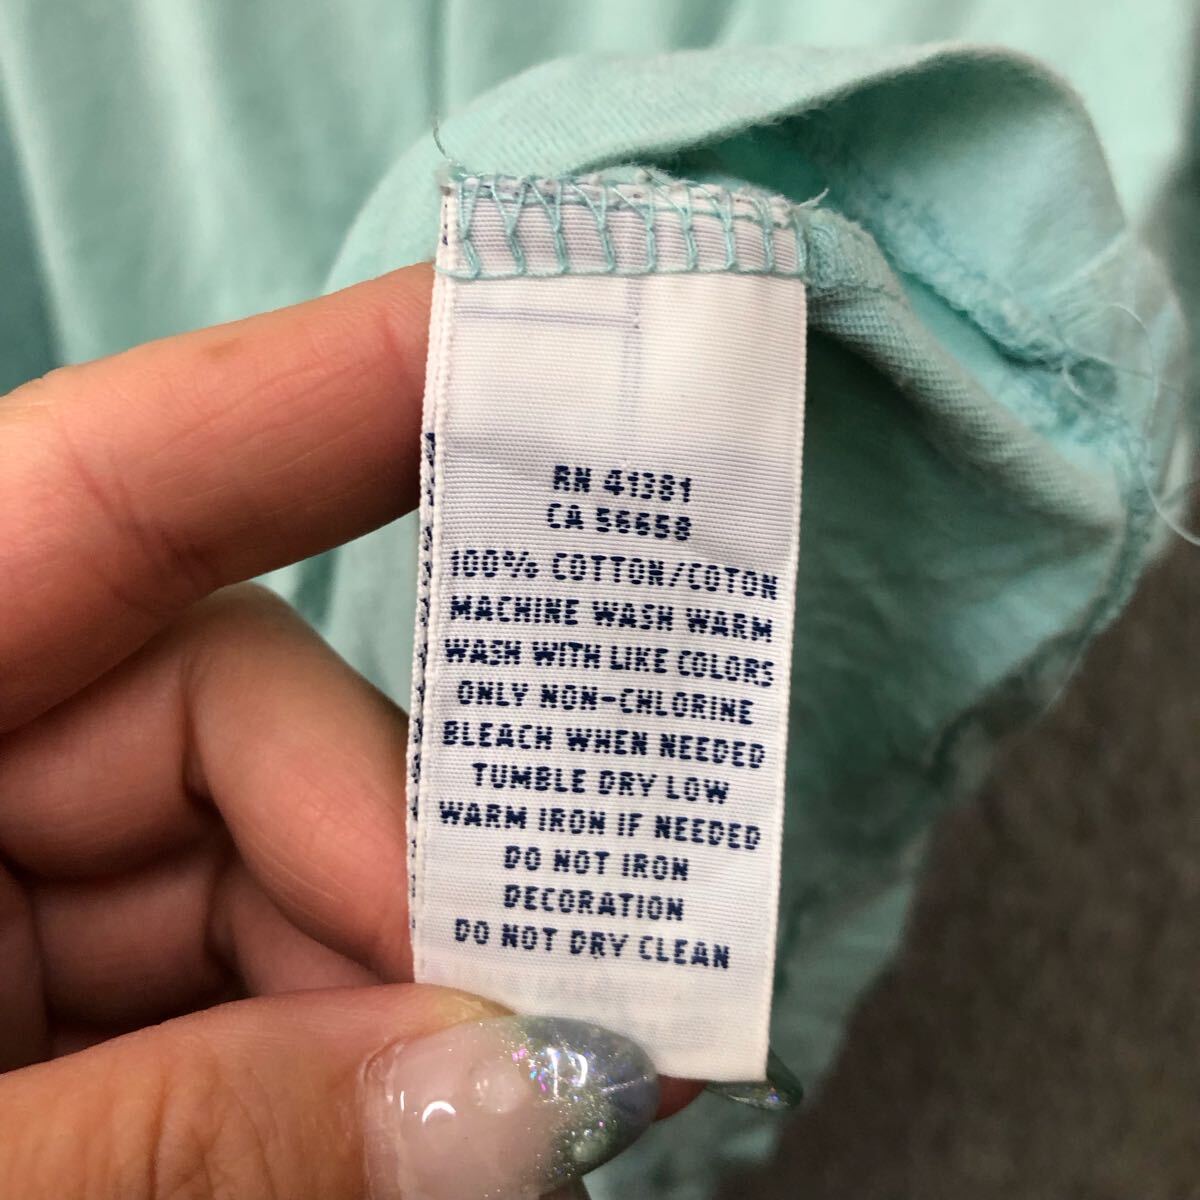 RN 41381
CA 56658
100% COTTON/COTON
MACHINE WASH WARM
WASH WITH LIKE COLORS
ONLY NON-CHLORINE
BLEACH WHEN NEEDED
TUMBLE DRY LOW
WARM IRON IF NEEDED
DO NOT IRON
DECORATION
DO NOT DRY CLEAN